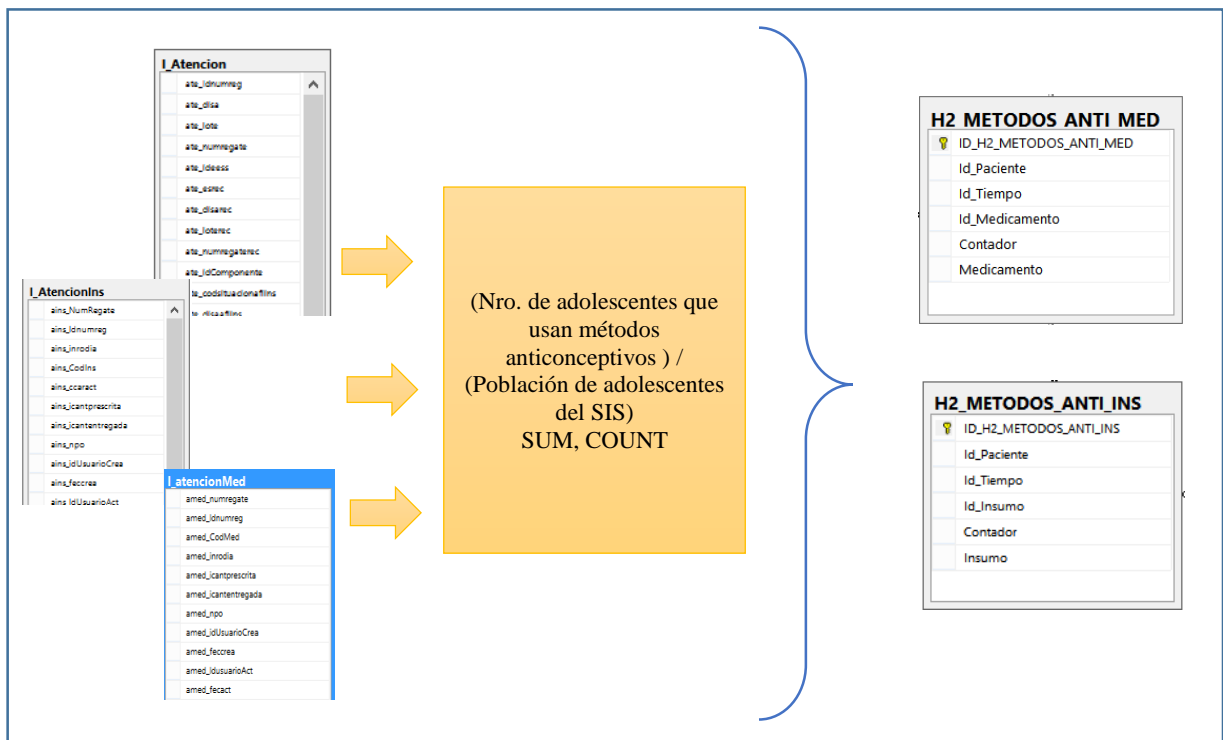 I_Atencion
ate_Idnumreg
ate_disa
ate_lote
ate_numregate
ate_Ideess
ate_esrec
ate_disarec
ate_loterec
ate_numregaterec
ate_IdComponente
ate_codsituacionafiins
ate_disaafiins
I_AtencionIns
ains_NumRegate
ains_Idnumreg
ains_inrodia
ains_CodIns
ains_ccaract
ains_icantprescrita
ains_icantentregada
ains_npo
ains_idUsuarioCrea
ains_feccrea
ains_IdUsuarioAct
I_atencionMed
amed_numregate
amed_Idnumreg
amed_CodMed
amed_inrodia
amed_icantprescrita
amed_icantentregada
amed_npo
amed_idUsuarioCrea
amed_feccrea
amed_IdusuarioAct
amed_fecact
(Nro. de adolescentes que
usan métodos
anticonceptivos ) /
(Población de adolescentes
del SIS)
SUM, COUNT
H2_METODOS_ANTI_MED
ID_H2_METODOS_ANTI_MED
Id_Paciente
Id_Tiempo
Id_Medicamento
Contador
Medicamento
H2_METODOS_ANTI_INS
ID_H2_METODOS_ANTI_INS
Id_Paciente
Id_Tiempo
Id_Insumo
Contador
Insumo